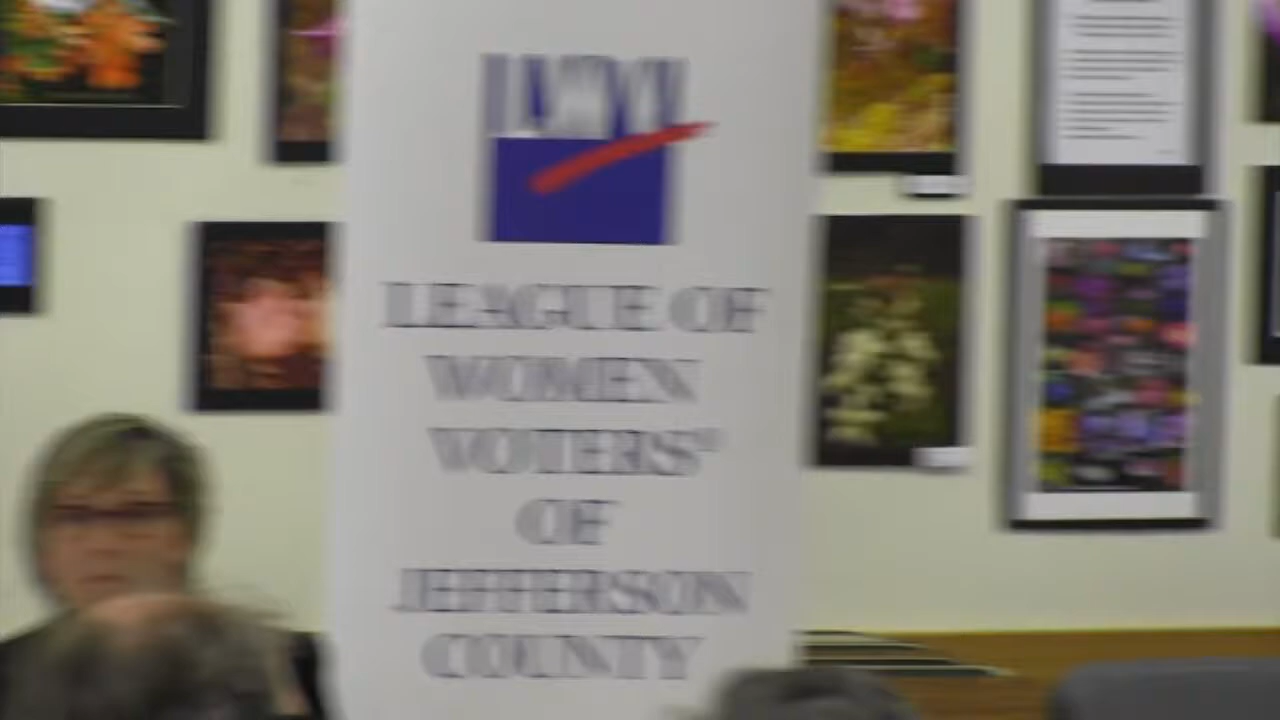 LWV
LEAGUE OF
WOMEN
VOTERS®
OF
JEFFERSON
COUNTY